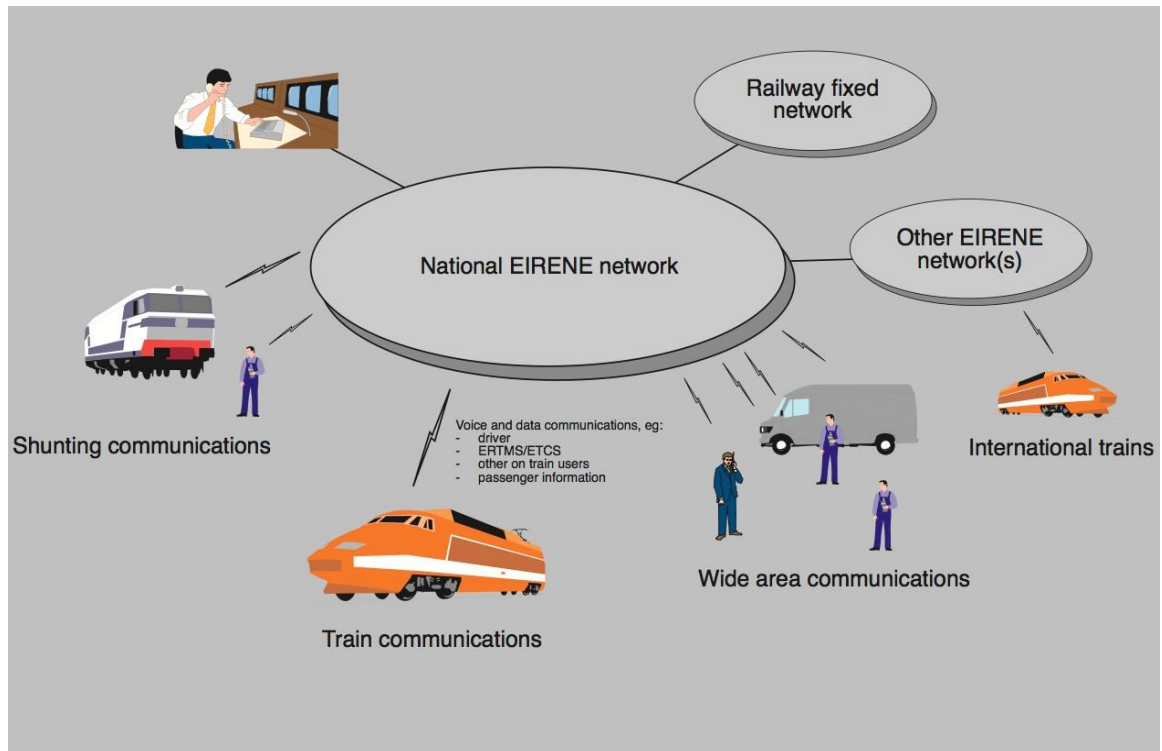 Railway fixed
network
National EIRENE network
Other EIRENE
network(s)
Shunting communications
Voice and data communications, eg:
- driver
- ERTMS/ETCS
- other on train users
- passenger information
International trains
Wide area communications
Train communications